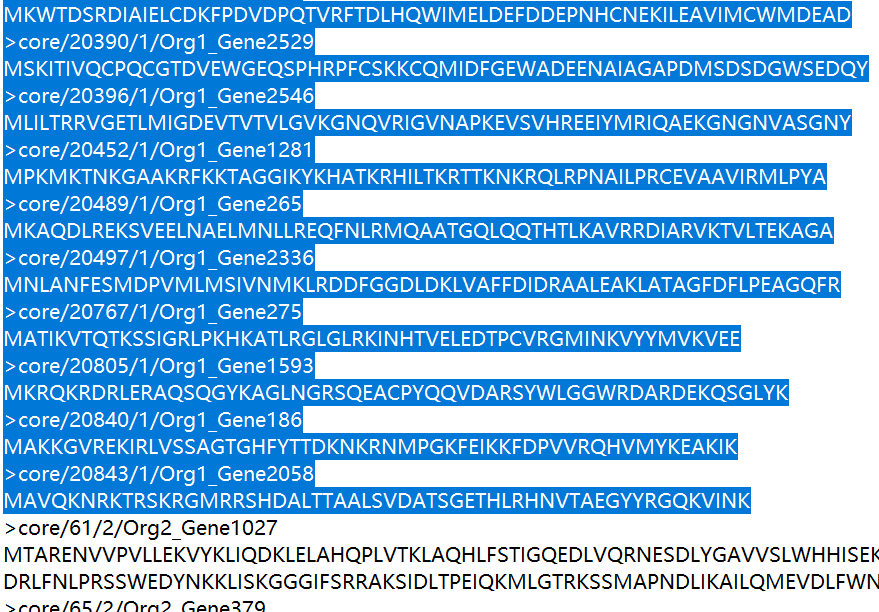 MKWTDSRDIAIELCDKFPDVDPQTVRFTDLHQWIMELDEFDDEPNHCNEKILEAVIMCWMDEAD
>core/20390/1/Org1_Gene2529
MSKITIVQCPQCGTDVEWGEQSPHRPFCSKKCQMIDFGEWADEENAIAGAPDMSDSDGWSEDQY
>core/20396/1/Org1_Gene2546
MLILTRRVGETLMIGDEVTVTVLGVKGNQVRIGVNAPKEVSVHREEIYMRIQAEKGNGNVASGNY
>core/20452/1/Org1_Gene1281
MPKMKTNKGAAKRFKKTAGGIKYKHATKRHILTKRTTKNKRQLRPNAILPRCEVAAVIRMLPYA
>core/20489/1/Org1_Gene265
MKAQDLREKSVEELNAELMNLLREQFNLRMQAATGQLQQTHTLKAVRRDIARVKTVLTEKAGA
>core/20497/1/Org1_Gene2336
MNLANFESMDPVMLMSIVNMKLRDDFGGDLDKLVAFFDIDRAALEAKLATAGFDFLPEAGQFR
>core/20767/1/Org1_Gene275
MATIKVTQTKSSIGRLPKHKATLRGLGLRKINHTVELEDTPCVRGMINKVYYMVKVEE
>core/20805/1/Org1_Gene1593
MKRQKRDRLERAQSQGYKAGLNGRSQEACPYQQVDARSYWLGGWRDARDEKQSGLYK
>core/20840/1/Org1_Gene186
MAKKGVREKIRLVSSAGTGHFYTTDKNKRNMPGKFEIKKFDPVVRQHVMYKEAKIK
>core/20843/1/Org1_Gene2058
MAVQKNRKTRSKRGMRRSHDALTTAALSVDATSGETHLRHNVTAEGYYRGQKVINK
>core/61/2/Org2_Gene1027
MTARENVVPVLLEKVYKLIQDKLELAHQPLVTKLAQHLFSTIGQEDLVQRNESDLYGAVVSLWHHISEK
DRLFNLPRSSWEDYNKKLISKGGGIFSRRAKSIDLTPEIQKMLGTRKSSMAPNDLIKAILQMEVDLFWN
>core/65/2/Org2_Gene379